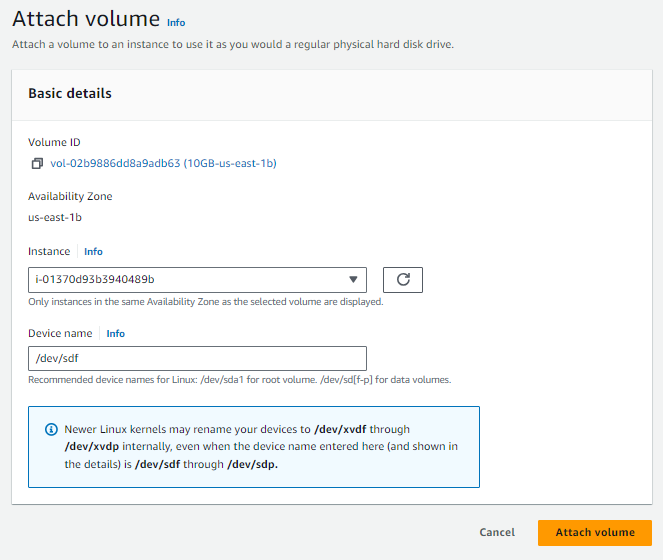 Attach volume Info
Attach a volume to an instance to use it as you would a regular physical hard disk drive.
Basic details
Volume ID
vol-02b9886dd8a9adb63 (10GB-us-east-1b)
Availability Zone
us-east-1b
Instance Info
i-01370d93b3940489b
Only instances in the same Availability Zone as the selected volume are displayed.
Device name Info
/dev/sdf
Recommended device names for Linux: /dev/sda1 for root volume. /dev/sd[f-p] for data volumes.
Newer Linux kernels may rename your devices to /dev/xvdf through
/dev/xvdp internally, even when the device name entered here (and shown in
the details) is /dev/sdf through /dev/sdp.
Cancel Attach volume